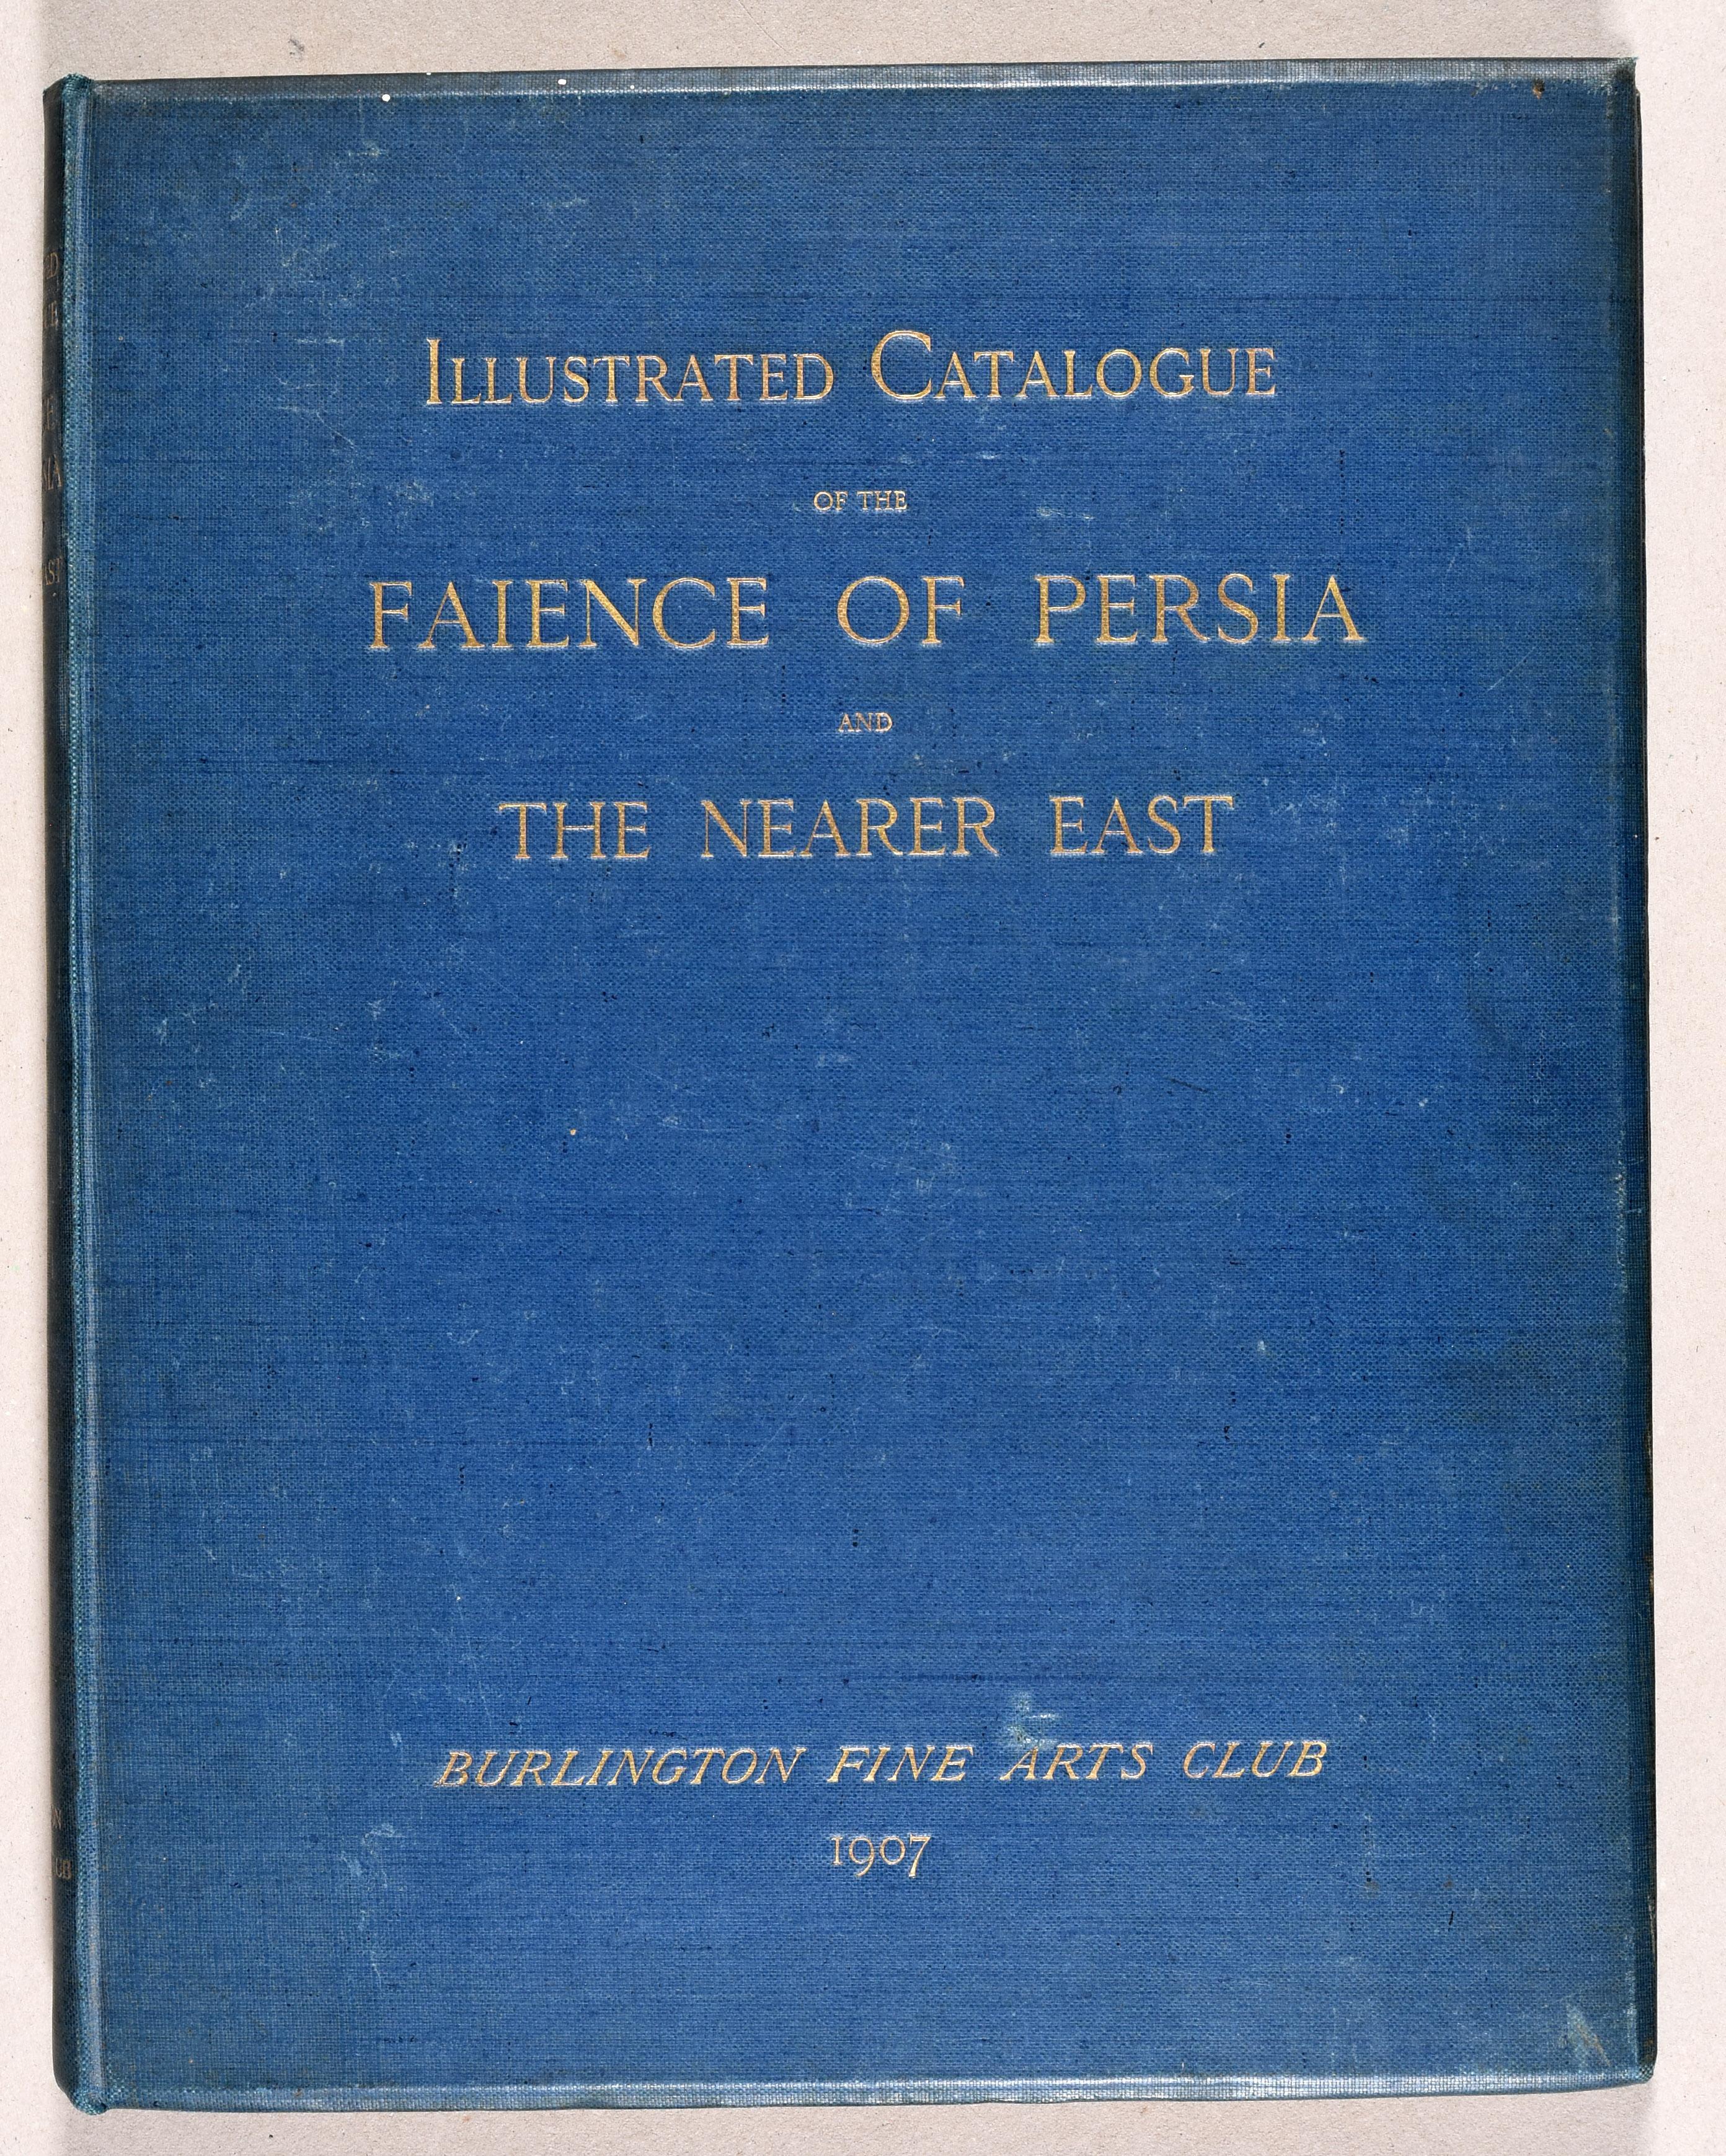 ILLUSTRATED CATALOGUE
OF THE
FAIENCE OF PERSIA
AND
THE NEARER EAST
BURLINGTON FINE ARTS CLUB
1907